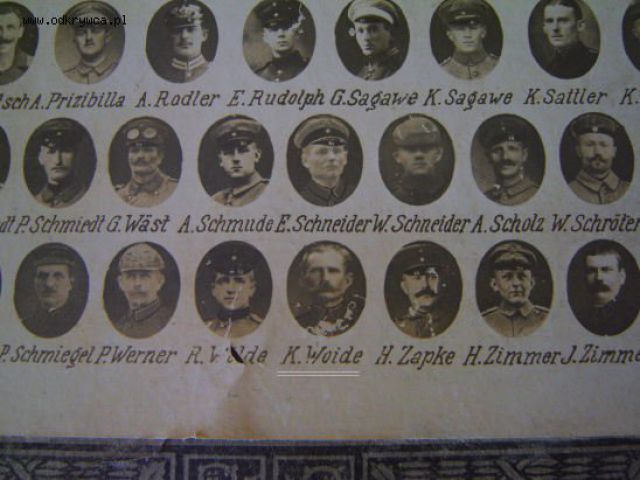 www.odkrywca.pl
A. Prizibilla A. Rodler E. Rudolph G. Sagawe K. Sagawe K. Sattler K.
P. Schmiedt G. Wäst A. Schmude E. Schneider W. Schneider A. Scholz W. Schröter
P. Schmiegel P. Werner R. K. Woide H. Zapke H. Zimmer J. Zimme